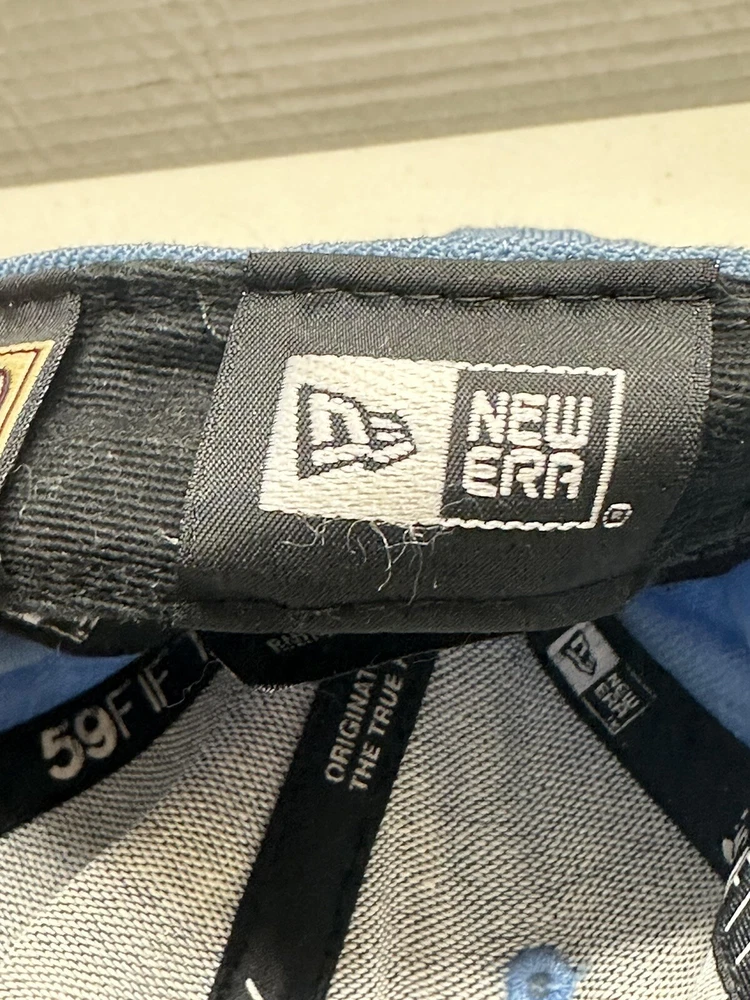 NEW
ERA
®
59FIF
ORIGINAT
THE TRUE